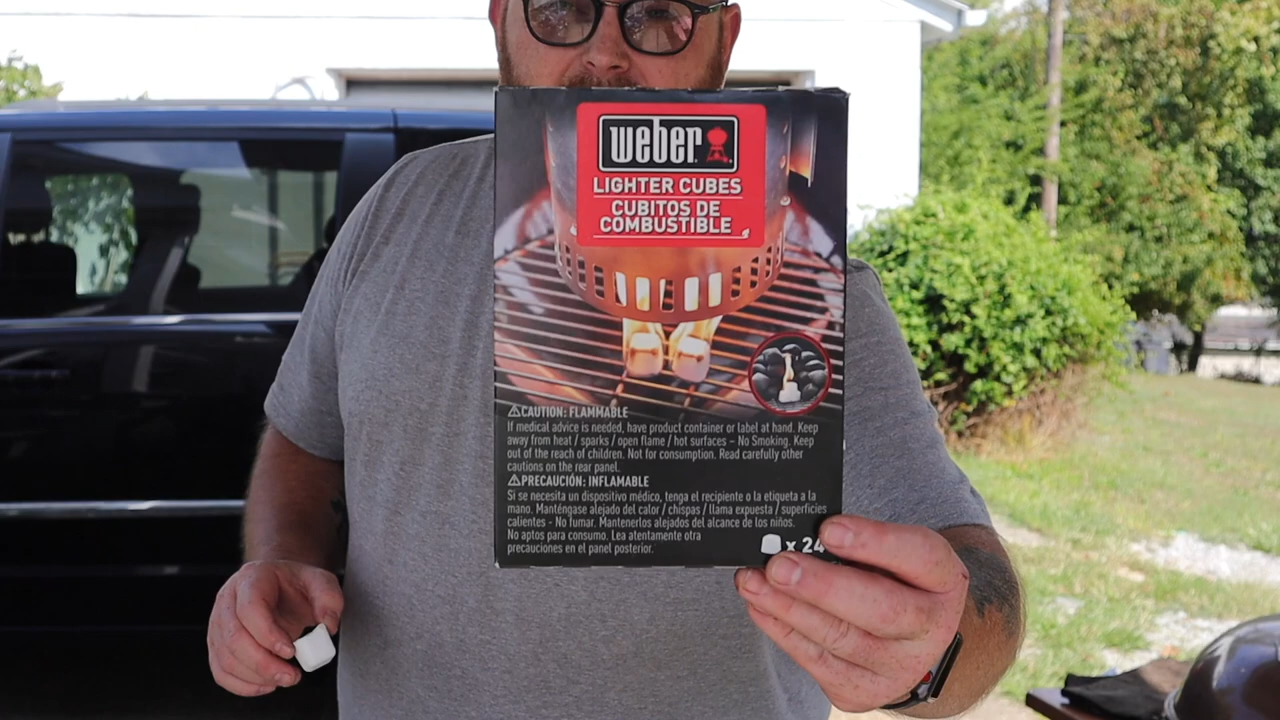 weber
LIGHTER CUBES
CUBITOS DE
COMBUSTIBLE
⚠CAUTION: FLAMMABLE
If medical advice is needed, have product container or label at hand. Keep
away from heat / sparks / open flame / hot surfaces – No Smoking. Keep
out of the reach of children. Not for consumption. Read carefully other
cautions on the rear panel.
⚠PRECAUCIÓN: INFLAMABLE
Si se necesita un dispositivo médico, tenga el recipiente o la etiqueta a la
mano. Manténgase alejado del calor / chispas / llama expuesta / superficies
calientes - No fumar. Mantenerlos alejados del alcance de los niños.
No aptos para consumo. Lea atentamente otra
precauciones en el panel posterior.
x 24